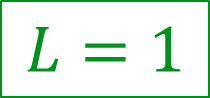 L = 1